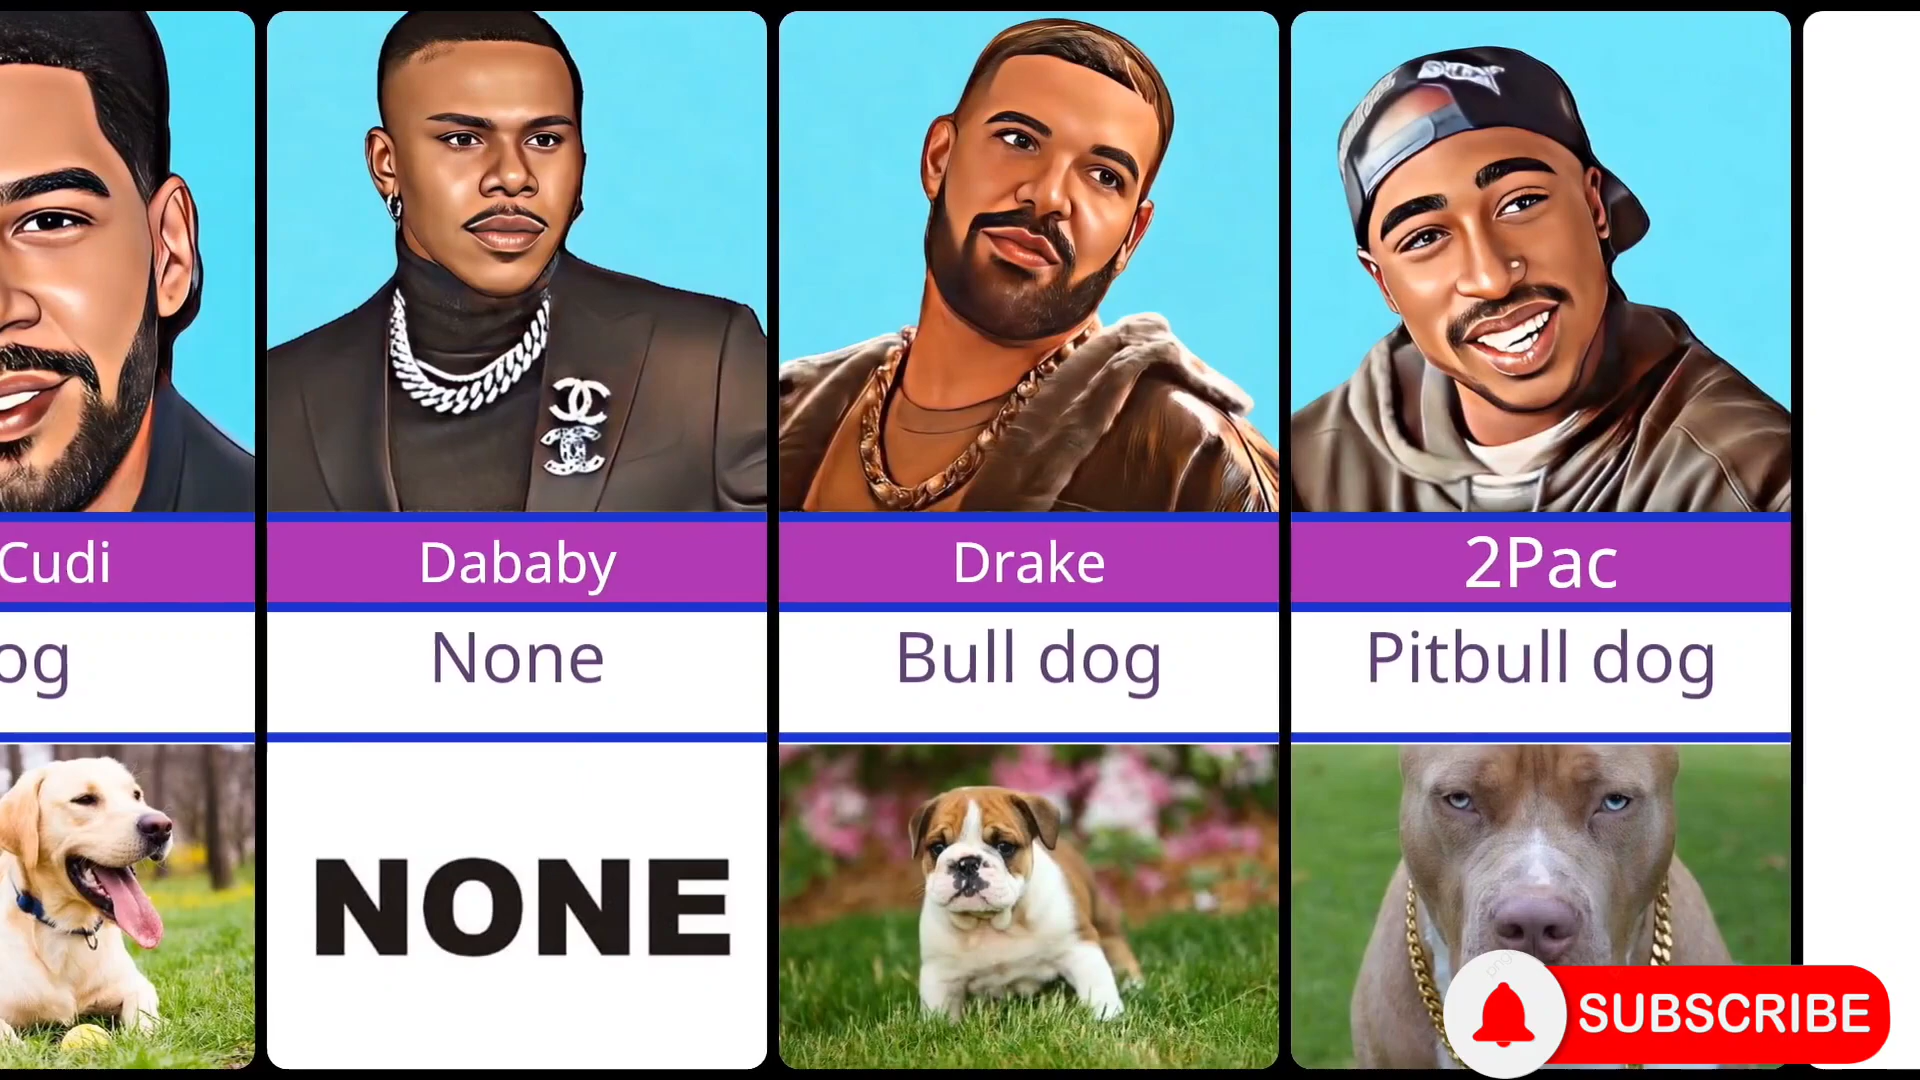 Cudi
og
Dababy
None
NONE
Drake
Bull dog
2Pac
Pitbull dog
SUBSCRIBE